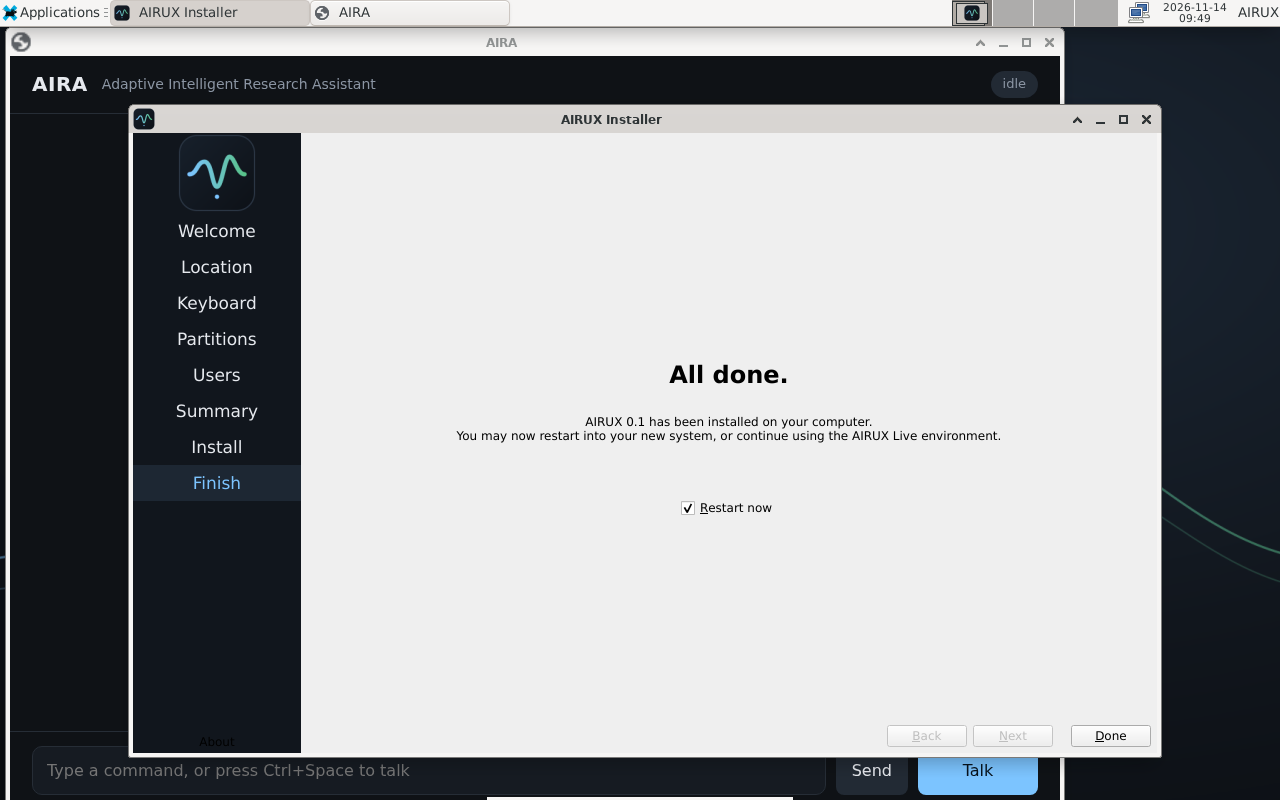 Applications
AIRUX Installer
AIRA
2026-11-14
09:49
AIRUX
AIRA
AIRA
Adaptive Intelligent Research Assistant
idle
AIRUX Installer
Welcome
Location
Keyboard
Partitions
Users
Summary
Install
Finish
About
All done.
AIRUX 0.1 has been installed on your computer.
You may now restart into your new system, or continue using the AIRUX Live environment.
Restart now
Back
Next
Done
Type a command, or press Ctrl+Space to talk
Send
Talk